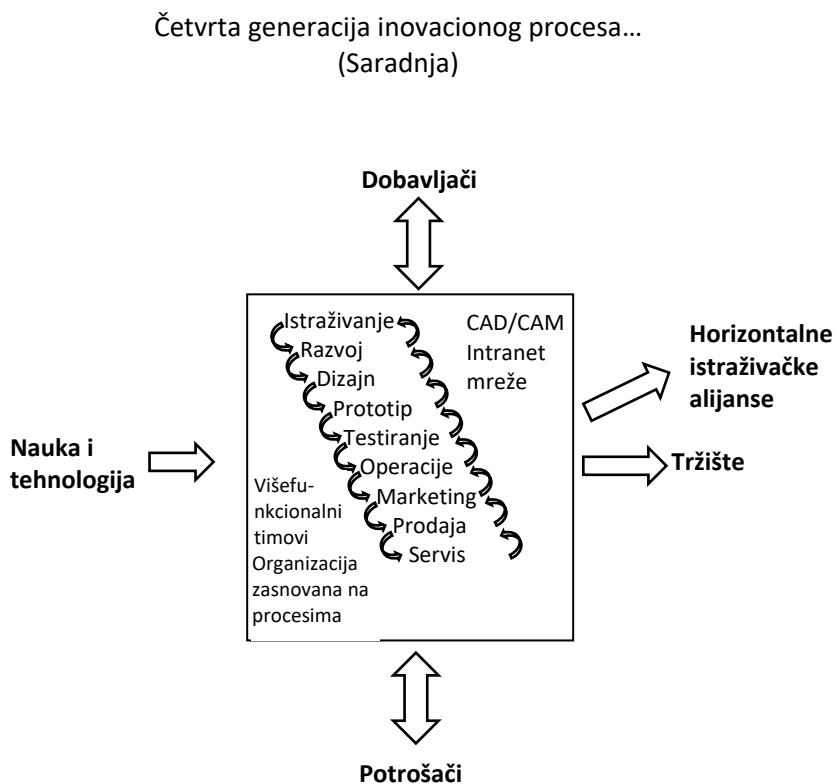 Četvrta generacija inovacionog procesa…
(Saradnja)
Dobavljači
Istraživanje
Razvoj
Dizajn
Prototip
Testiranje
Operacije
Marketing
Prodaja
Servis
CAD/CAM
Intranet
mreže
Horizontalne
istraživačke
alijanse
Nauka i
tehnologija
Tržište
Višefu-
nkcionalni
timovi
Organizacija
zasnovana na
procesima
Potrošači